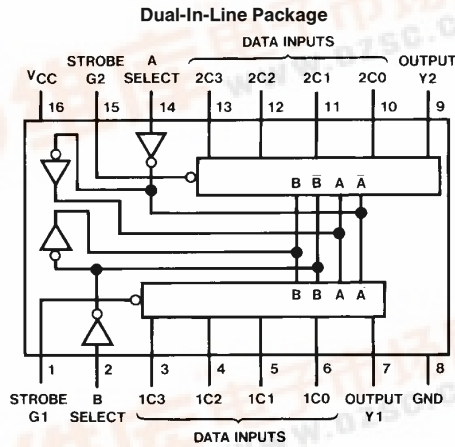 Dual-In-Line Package
DATA INPUTS
STROBE A OUTPUT
VCC G2 SELECT 2C3 2C2 2C1 2C0 Y2
16 15 14 13 12 11 10 9
B B̅ A A̅
B B A A
1 2 3 4 5 6 7 8
STROBE B 1C3 1C2 1C1 1C0 OUTPUT GND
G1 SELECT Y1
DATA INPUTS